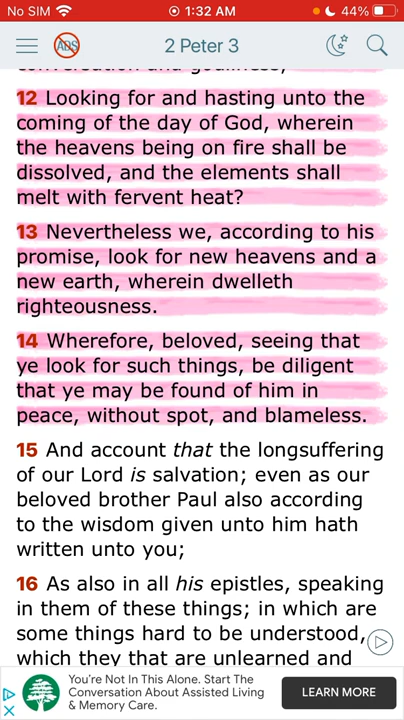 No SIM 1:32 AM 44%
ADS 2 Peter 3
conversation and godliness,
12 Looking for and hasting unto the
coming of the day of God, wherein
the heavens being on fire shall be
dissolved, and the elements shall
melt with fervent heat?
13 Nevertheless we, according to his
promise, look for new heavens and a
new earth, wherein dwelleth
righteousness.
14 Wherefore, beloved, seeing that
ye look for such things, be diligent
that ye may be found of him in
peace, without spot, and blameless.
15 And account that the longsuffering
of our Lord is salvation; even as our
beloved brother Paul also according
to the wisdom given unto him hath
written unto you;
16 As also in all his epistles, speaking
in them of these things; in which are
some things hard to be understood,
which they that are unlearned and
You're Not In This Alone. Start The
Conversation About Assisted Living
& Memory Care.
LEARN MORE